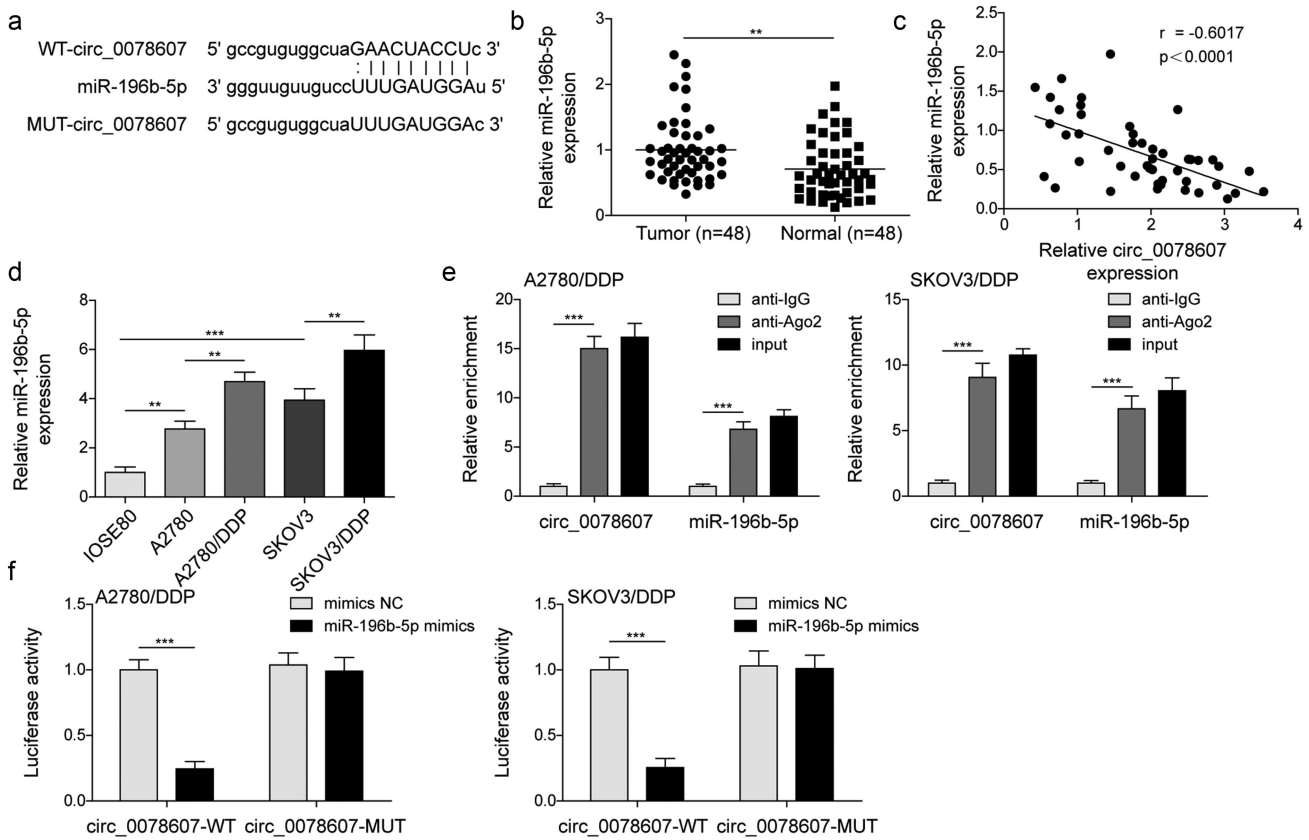 a
WT-circ_0078607 5' gccguguggcuaGAACUACCUc 3'
: | | | | | | | |
miR-196b-5p 3' ggguuguuguccUUUGAUGGAu 5'
MUT-circ_0078607 5' gccguguggcuaUUUGAUGGAc 3'
b
Relative miR-196b-5p
expression
3
2
1
0
**
Tumor (n=48)
Normal (n=48)
c
Relative miR-196b-5p
expression
2.5
2.0
1.5
1.0
0.5
0.0
r = -0.6017
p<0.0001
0 1 2 3 4
Relative circ_0078607
expression
d
Relative miR-196b-5p
expression
8
6
4
2
0
**
***
**
**
IOSE80
A2780
A2780/DDP
SKOV3
SKOV3/DDP
e
A2780/DDP
Relative enrichment
20
15
10
5
0
anti-IgG
anti-Ago2
input
***
***
circ_0078607
miR-196b-5p
SKOV3/DDP
Relative enrichment
15
10
5
0
anti-IgG
anti-Ago2
input
***
***
circ_0078607
miR-196b-5p
f
A2780/DDP
Luciferase activity
1.5
1.0
0.5
0.0
mimics NC
miR-196b-5p mimics
***
circ_0078607-WT
circ_0078607-MUT
SKOV3/DDP
Luciferase activity
1.5
1.0
0.5
0.0
mimics NC
miR-196b-5p mimics
***
circ_0078607-WT
circ_0078607-MUT